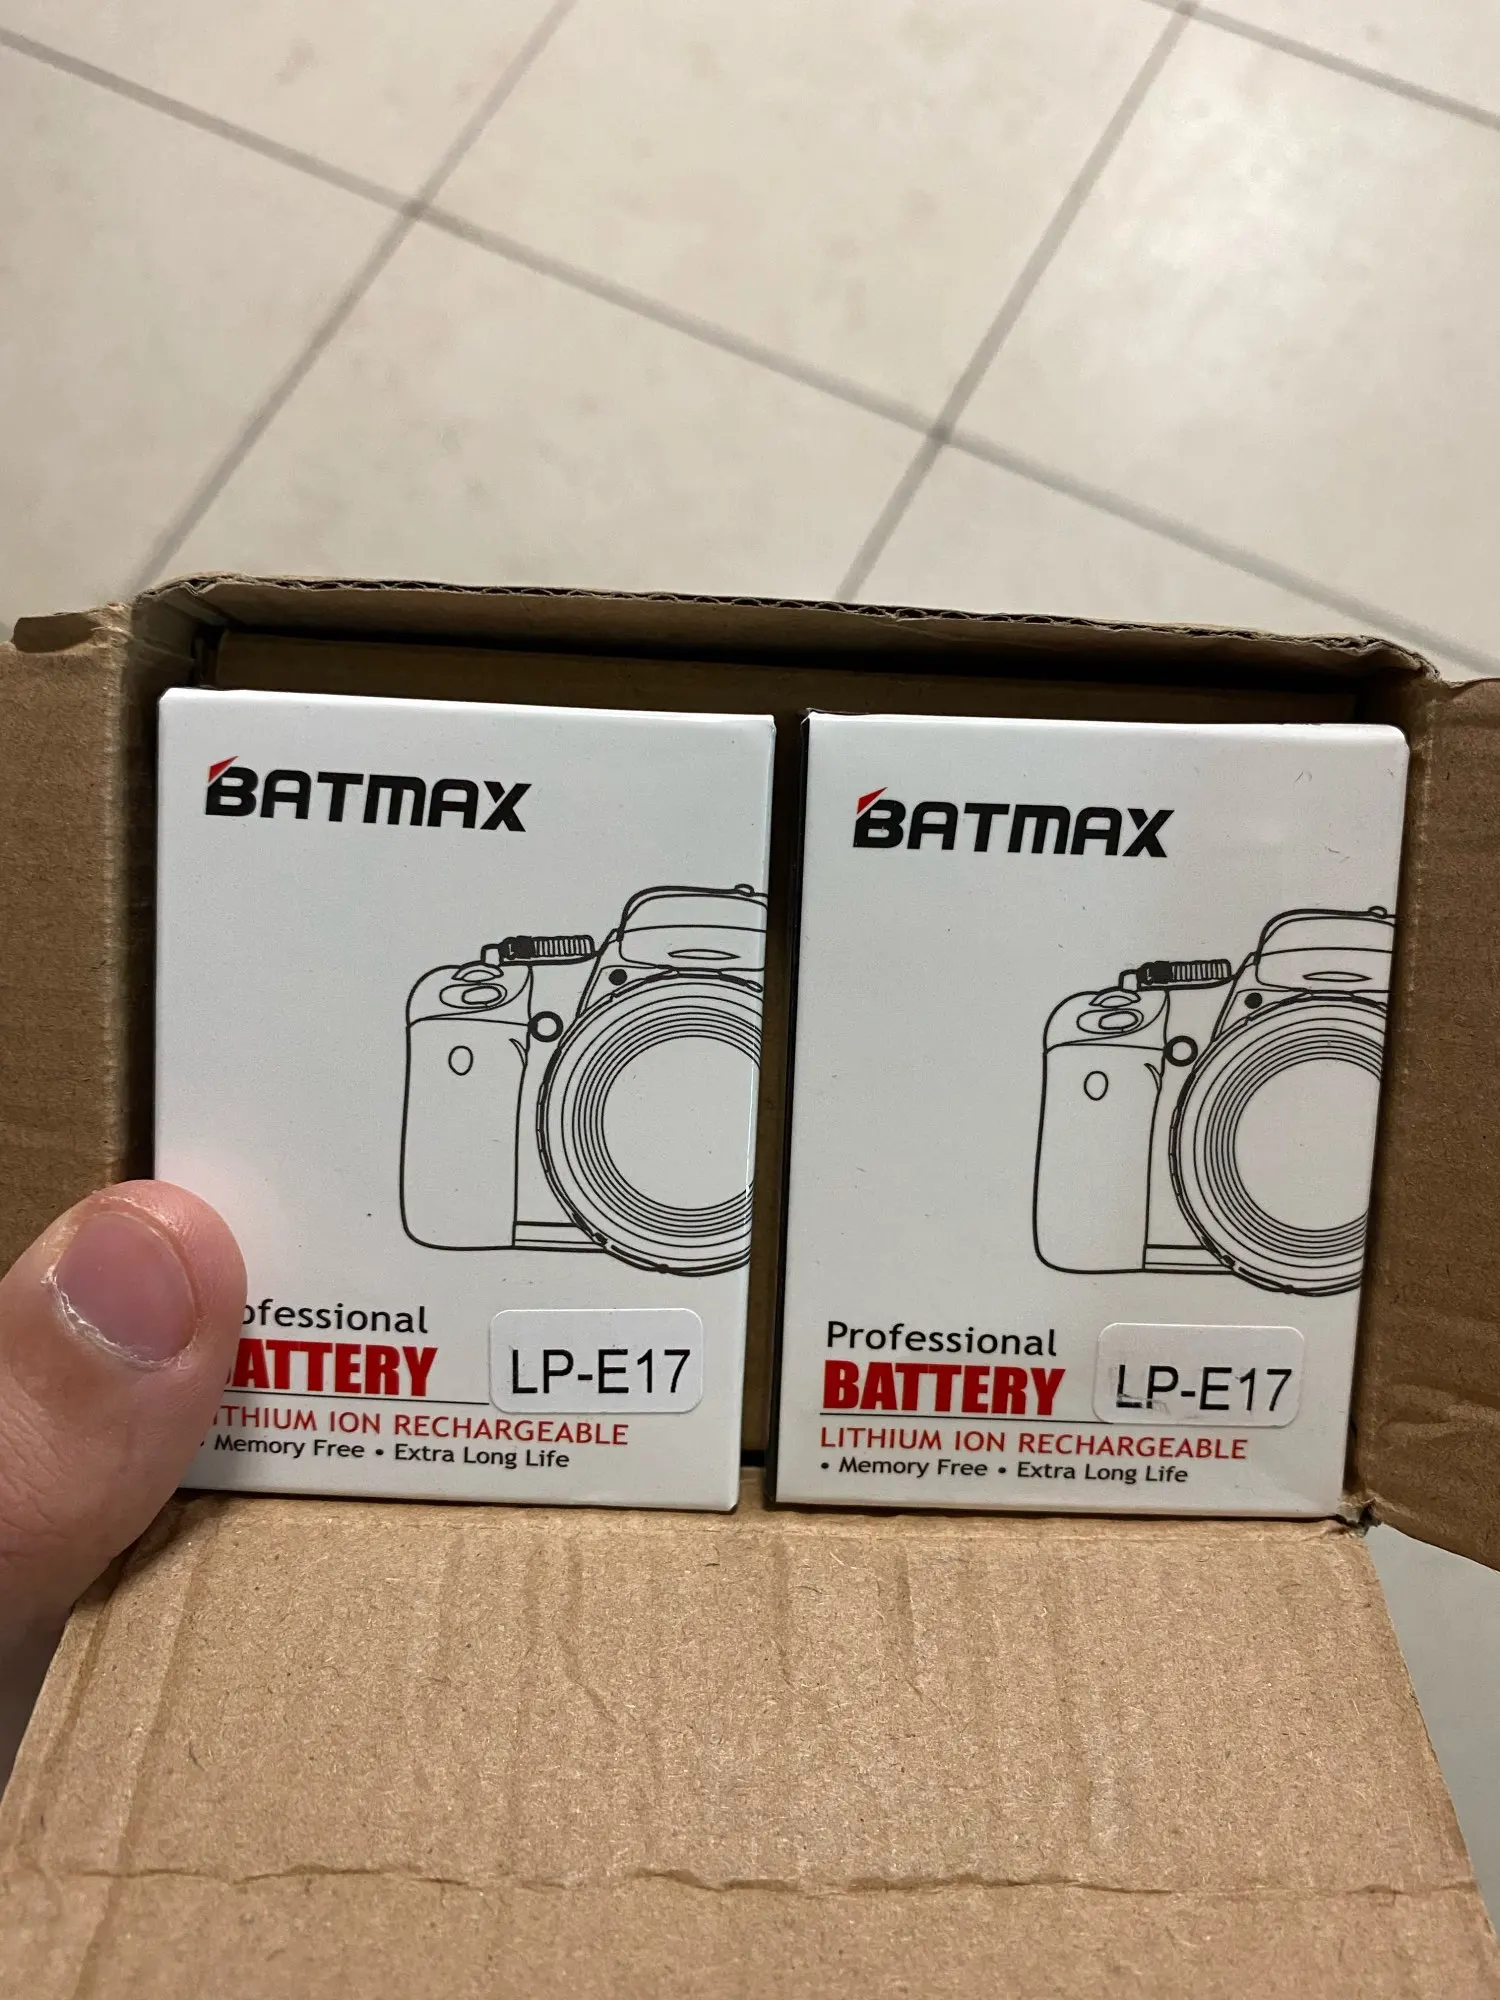 BATMAX
ofessional
ATTERY
LP-E17
THIUM ION RECHARGEABLE
• Memory Free • Extra Long Life
BATMAX
Professional
BATTERY
LP-E17
LITHIUM ION RECHARGEABLE
• Memory Free • Extra Long Life